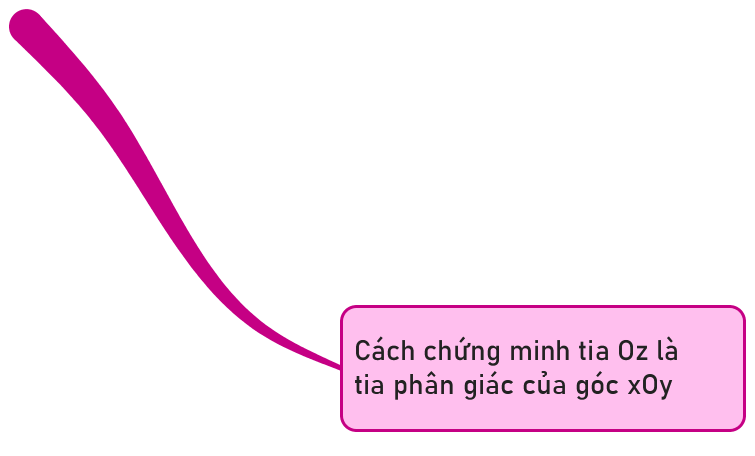 Cách chứng minh tia Oz là
tia phân giác của góc xOy